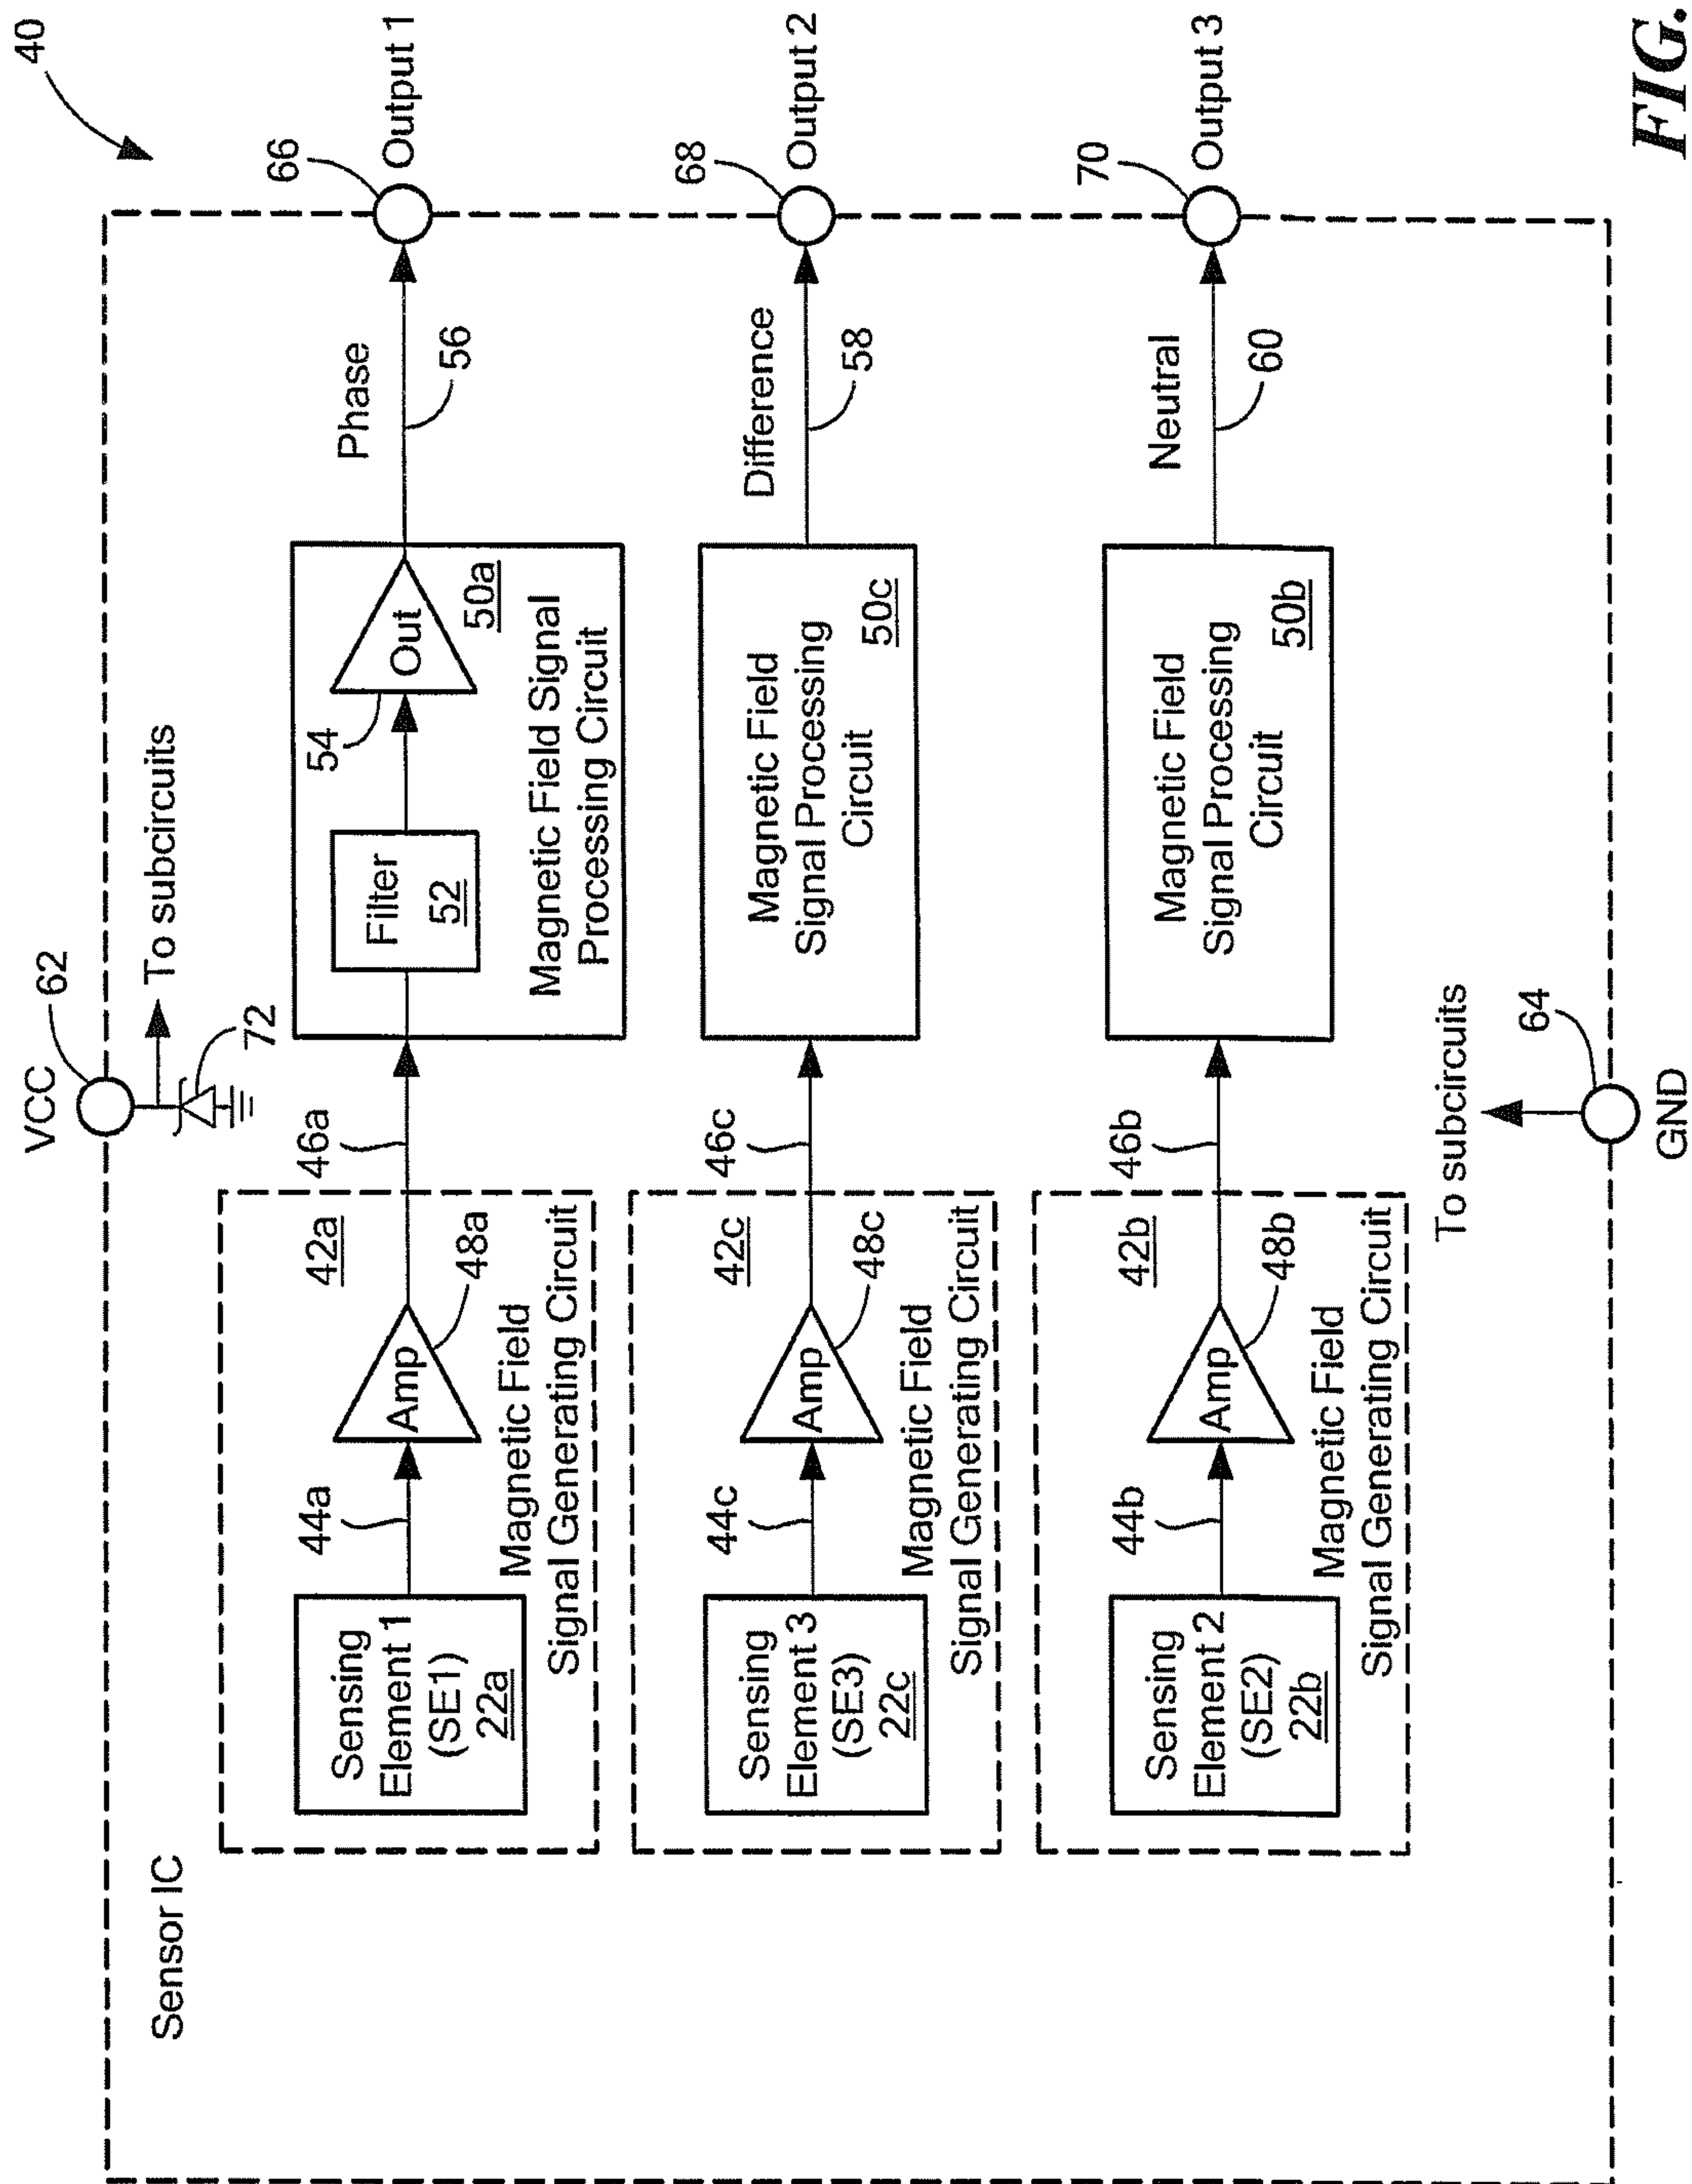 40
VCC
62
To subcircuits
72
Sensor IC
Sensing
Element 1
(SE1)
22a
44a
Amp
48a
42a
Magnetic Field
Signal Generating Circuit
46a
Filter
52
54
Out
50a
Magnetic Field Signal
Processing Circuit
Phase
56
66
Output 1
Sensing
Element 3
(SE3)
22c
44c
Amp
48c
42c
Magnetic Field
Signal Generating Circuit
46c
Magnetic Field
Signal Processing
Circuit
50c
Difference
58
68
Output 2
Sensing
Element 2
(SE2)
22b
44b
Amp
48b
42b
Magnetic Field
Signal Generating Circuit
46b
Magnetic Field
Signal Processing
Circuit
50b
Neutral
60
70
Output 3
To subcircuits
64
GND
FIG.